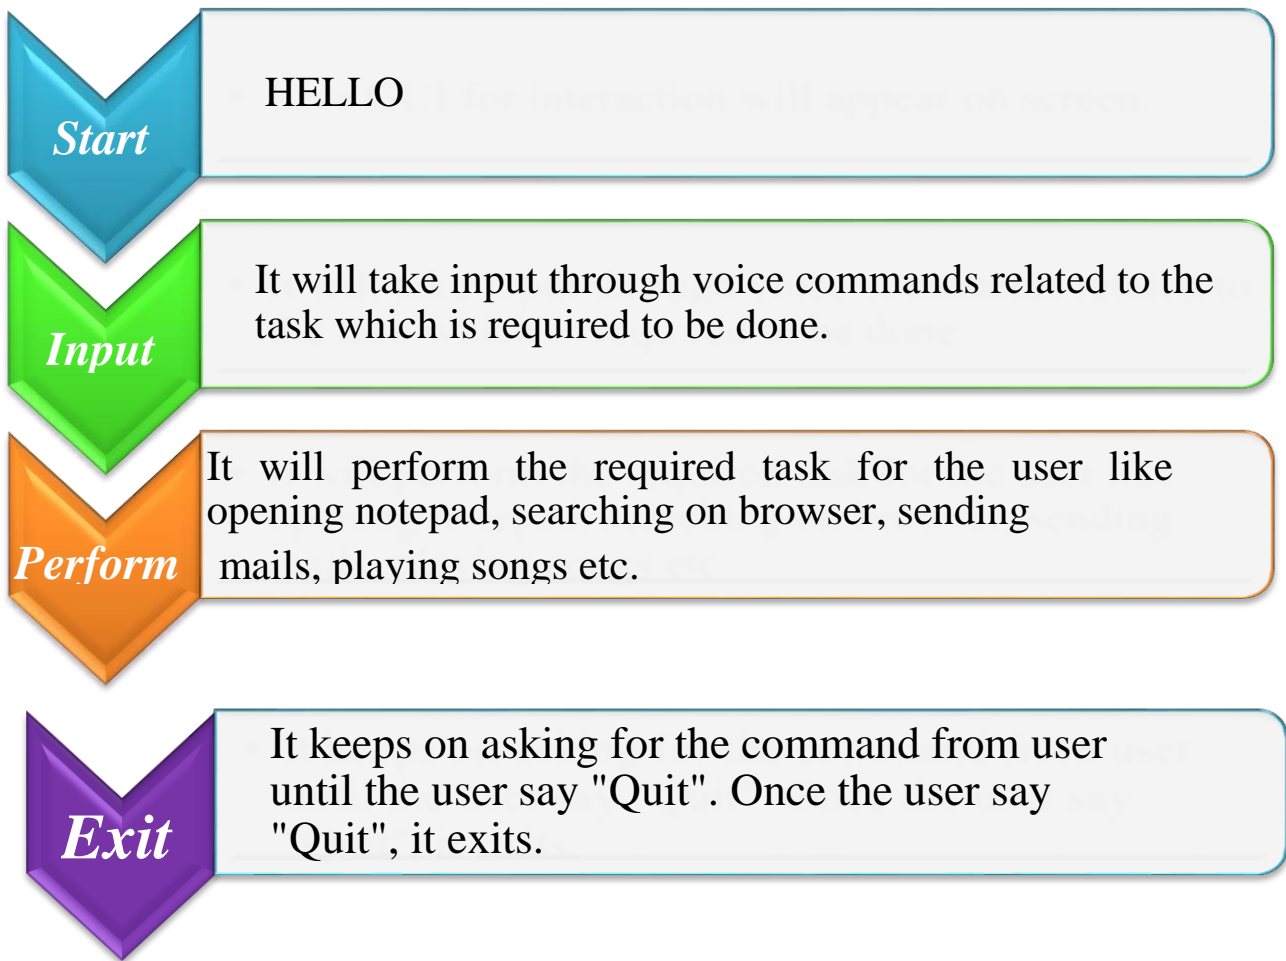 HELLO
Start
It will take input through voice commands related to the
task which is required to be done.
Input
It will perform the required task for the user like
opening notepad, searching on browser, sending
mails, playing songs etc.
Perform
It keeps on asking for the command from user
until the user say "Quit". Once the user say
"Quit", it exits.
Exit